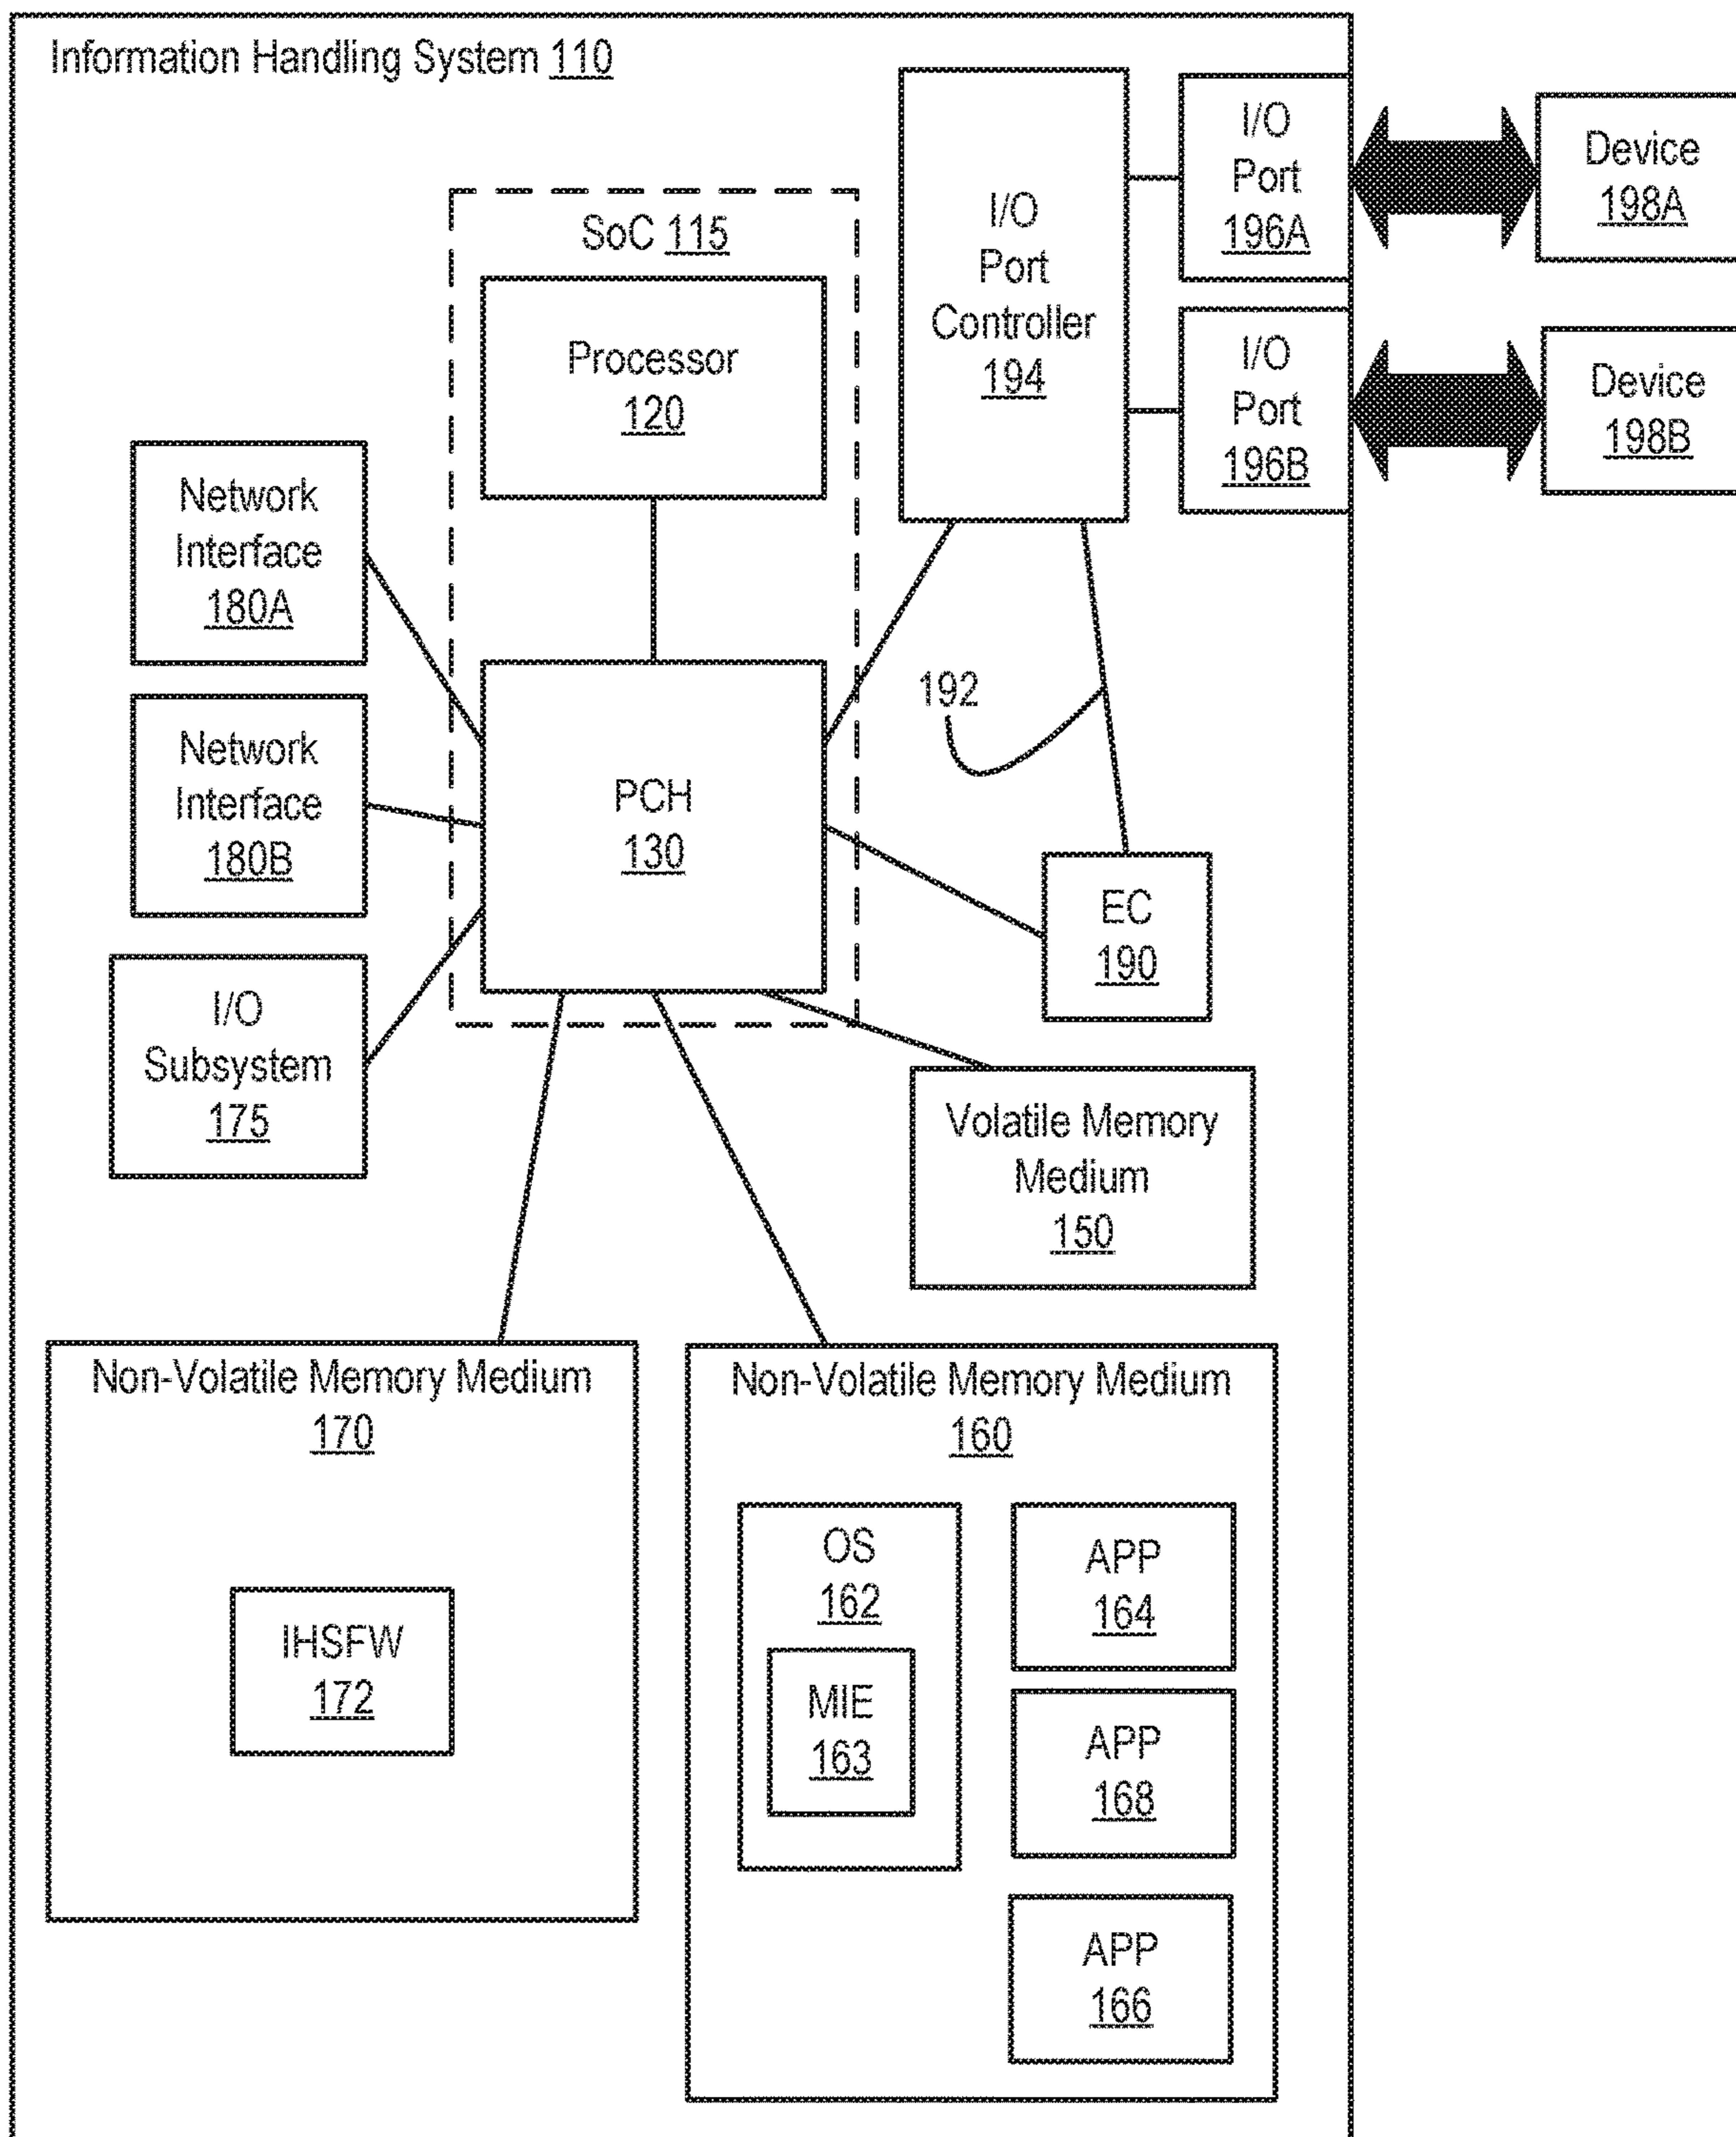 Information Handling System 110
SoC 115
Processor
120
I/O
Port
Controller
194
I/O
Port
196A
Device
198A
I/O
Port
196B
Device
198B
Network
Interface
180A
Network
Interface
180B
I/O
Subsystem
175
PCH
130
192
EC
190
Volatile Memory
Medium
150
Non-Volatile Memory Medium
170
IHSFW
172
Non-Volatile Memory Medium
160
OS
162
MIE
163
APP
164
APP
168
APP
166